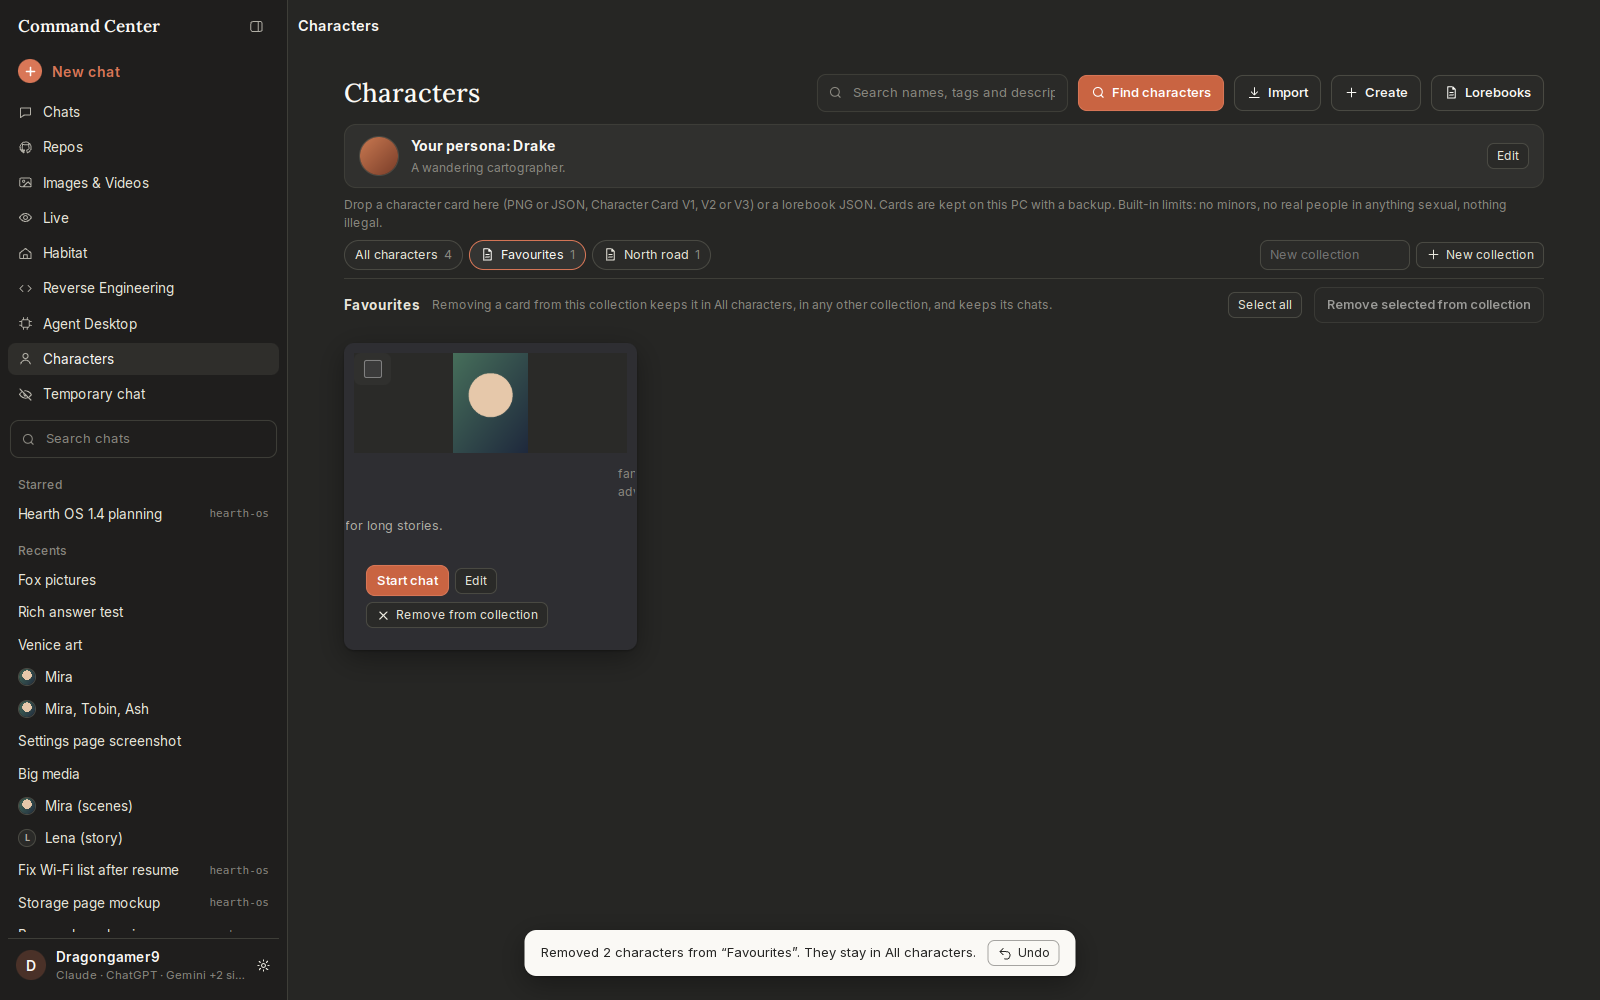 Command Center
New chat
Chats
Repos
Images & Videos
Live
Habitat
Reverse Engineering
Agent Desktop
Characters
Temporary chat
Search chats
Starred
Hearth OS 1.4 planning hearth-os
Recents
Fox pictures
Rich answer test
Venice art
Mira
Mira, Tobin, Ash
Settings page screenshot
Big media
Mira (scenes)
L Lena (story)
Fix Wi-Fi list after resume hearth-os
Storage page mockup hearth-os
D Dragongamer9
Claude · ChatGPT · Gemini +2 si...
Characters
Characters
Search names, tags and descrip
Find characters
Import
Create
Lorebooks
Your persona: Drake
A wandering cartographer.
Edit
Drop a character card here (PNG or JSON, Character Card V1, V2 or V3) or a lorebook JSON. Cards are kept on this PC with a backup. Built-in limits: no minors, no real people in anything sexual, nothing
illegal.
All characters 4
Favourites 1
North road 1
New collection
New collection
Favourites Removing a card from this collection keeps it in All characters, in any other collection, and keeps its chats.
Select all
Remove selected from collection
for long stories.
Start chat
Edit
Remove from collection
Removed 2 characters from “Favourites”. They stay in All characters.
Undo